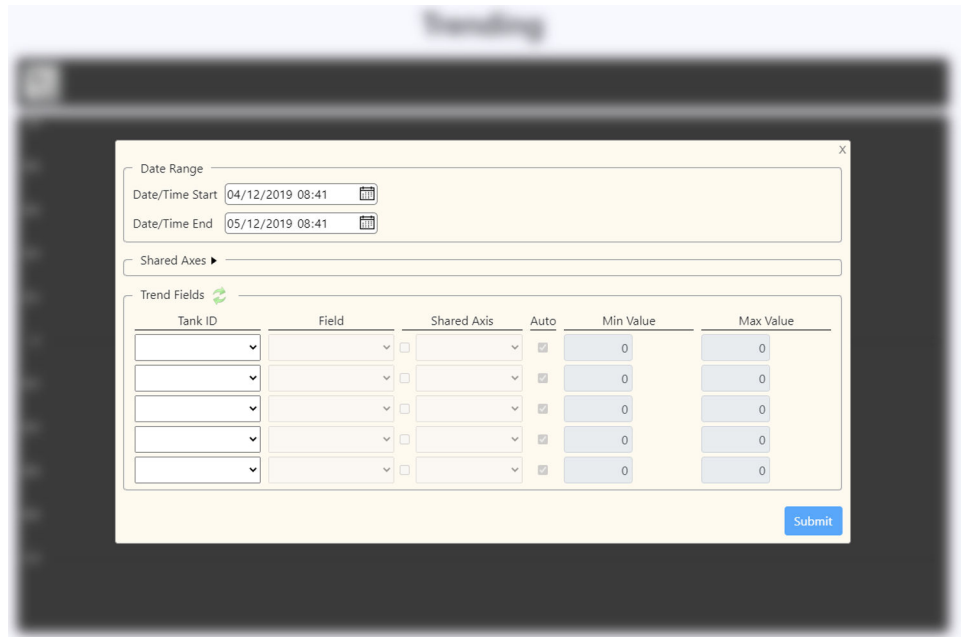 Trending
X
Date Range
Date/Time Start 04/12/2019 08:41
Date/Time End 05/12/2019 08:41
Shared Axes
Trend Fields
Tank ID Field Shared Axis Auto Min Value Max Value
0 0
0 0
0 0
0 0
0 0
Submit